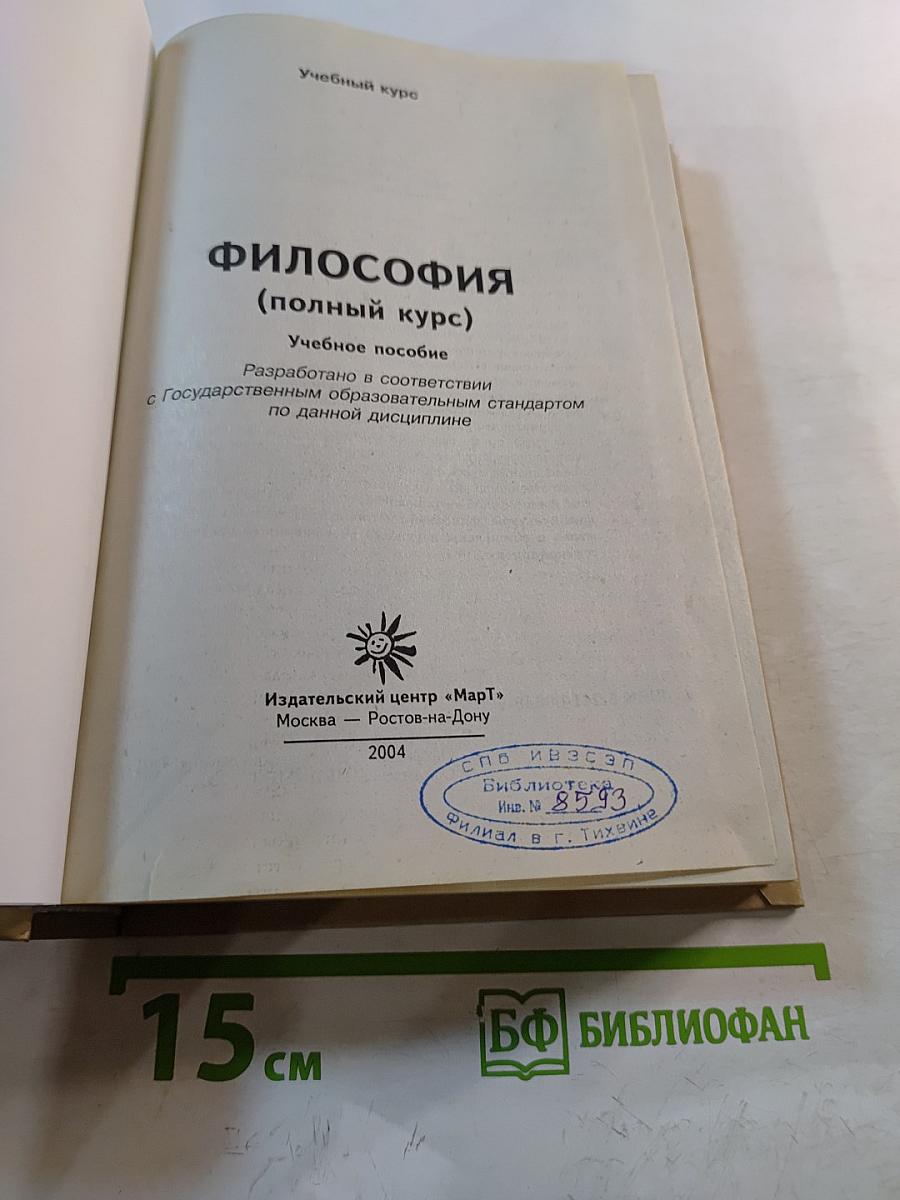 Учебный курс
ФИЛОСОФИЯ
(полный курс)
Учебное пособие
Разработано в соответствии
с Государственным образовательным стандартом
по данной дисциплине
Издательский центр «МарТ»
Москва — Ростов-на-Дону
2004
СПб ИВЭСЭП
Библиотека
Инв. № 8593
Филиал в г. Тихвине
15 см
БФ БИБЛИОФАН